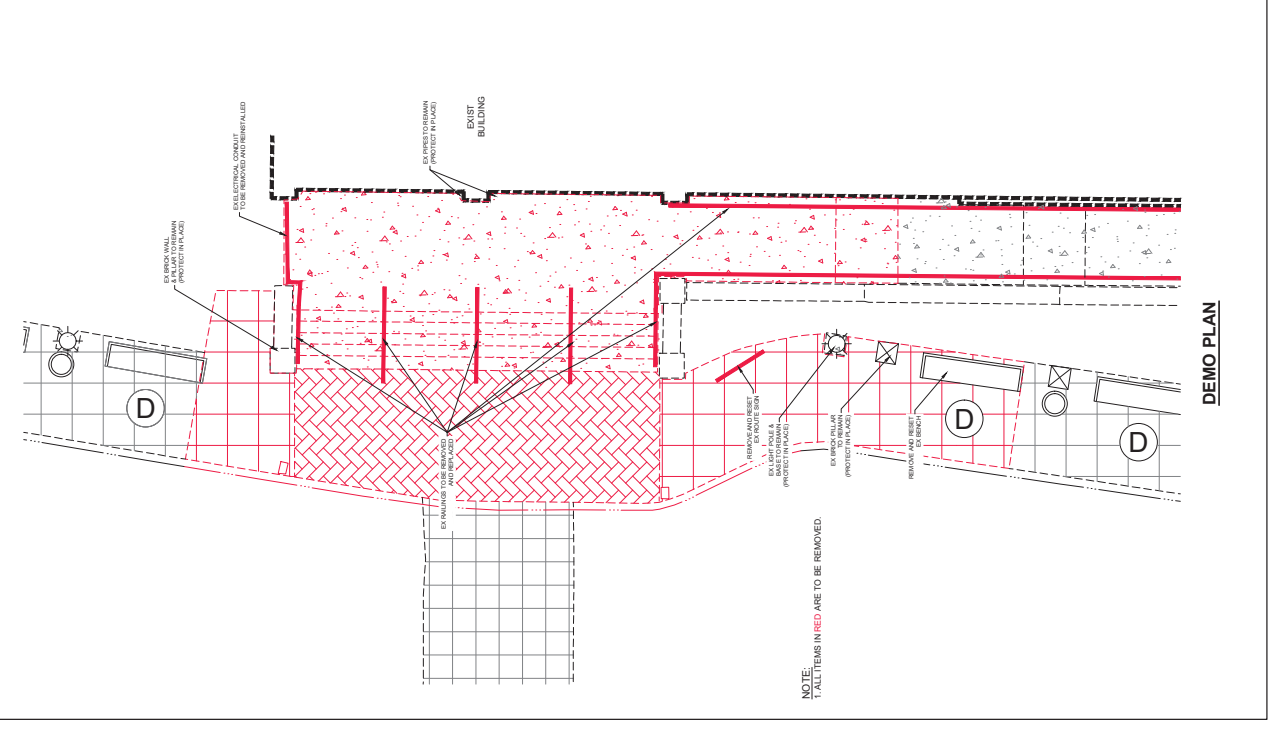 EX BRICK WALL
& PILLAR TO REMAIN
(PROTECT IN PLACE)
EX ELECTRICAL CONDUIT
TO BE REMOVED AND REINSTALLED
EX PIPES TO REMAIN
(PROTECT IN PLACE)
EXIST
BUILDING
D
EX RAILINGS TO BE REMOVED
AND REPLACED
REMOVE AND RESET
EX ROUTE SIGN
EX LIGHT POLE &
BASE TO REMAIN
(PROTECT IN PLACE)
EX BRICK PILLAR
TO REMAIN
(PROTECT IN PLACE)
REMOVE AND RESET
EX BENCH
D
D
NOTE:
1. ALL ITEMS IN RED ARE TO BE REMOVED.
DEMO PLAN